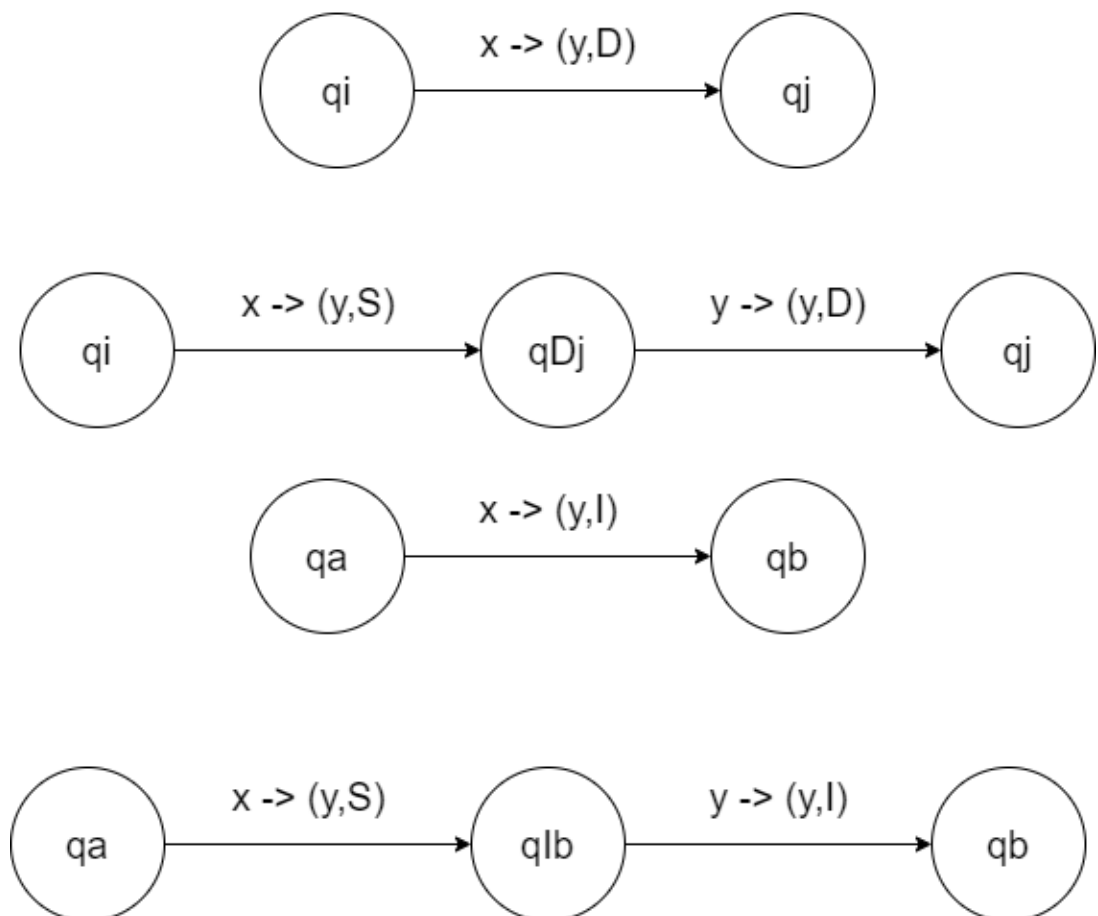 x -> (y,D)
qi qj
x -> (y,S) y -> (y,D)
qi qDj qj
x -> (y,I)
qa qb
x -> (y,S) y -> (y,I)
qa qIb qb